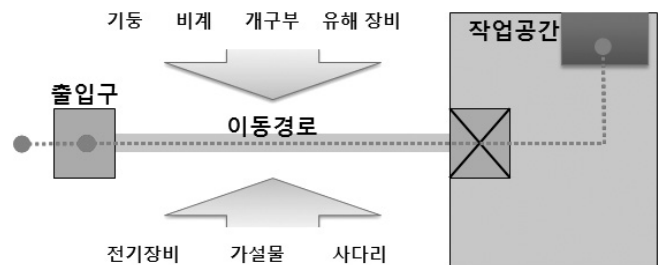 기둥 비계 개구부 유해 장비
작업공간
출입구
이동경로
전기장비 가설물 사다리